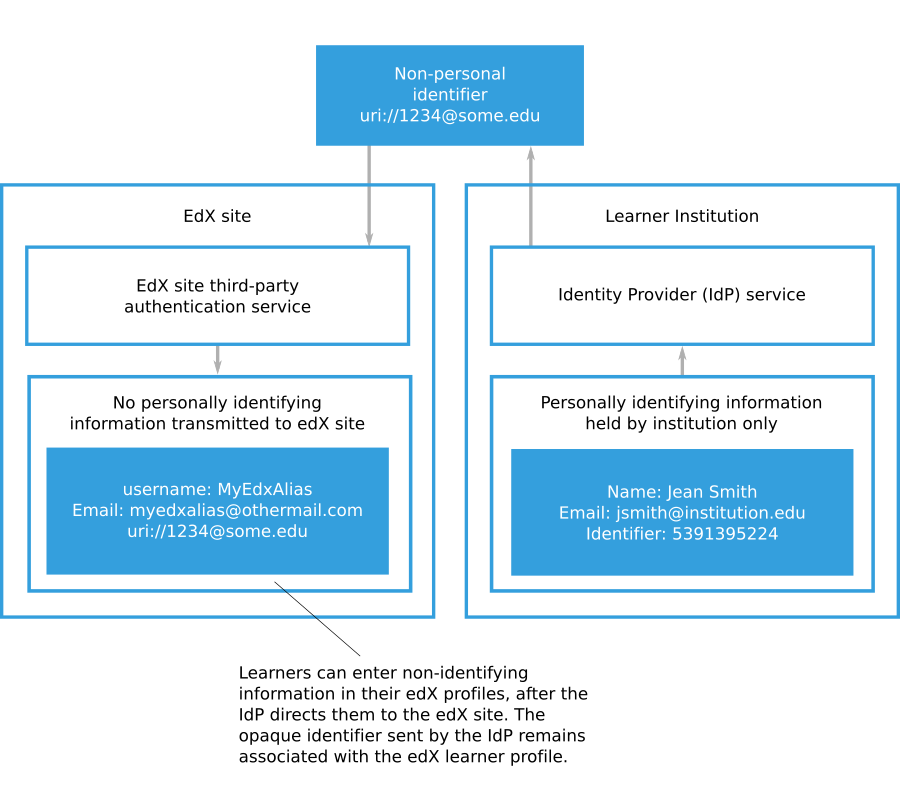 Non-personal
identifier
uri://1234@some.edu
EdX site
EdX site third-party
authentication service
No personally identifying
information transmitted to edX site
username: MyEdxAlias
Email: myedxalias@othermail.com
uri://1234@some.edu
Learner Institution
Identity Provider (IdP) service
Personally identifying information
held by institution only
Name: Jean Smith
Email: jsmith@institution.edu
Identifier: 5391395224
Learners can enter non-identifying
information in their edX profiles, after the
IdP directs them to the edX site. The
opaque identifier sent by the IdP remains
associated with the edX learner profile.